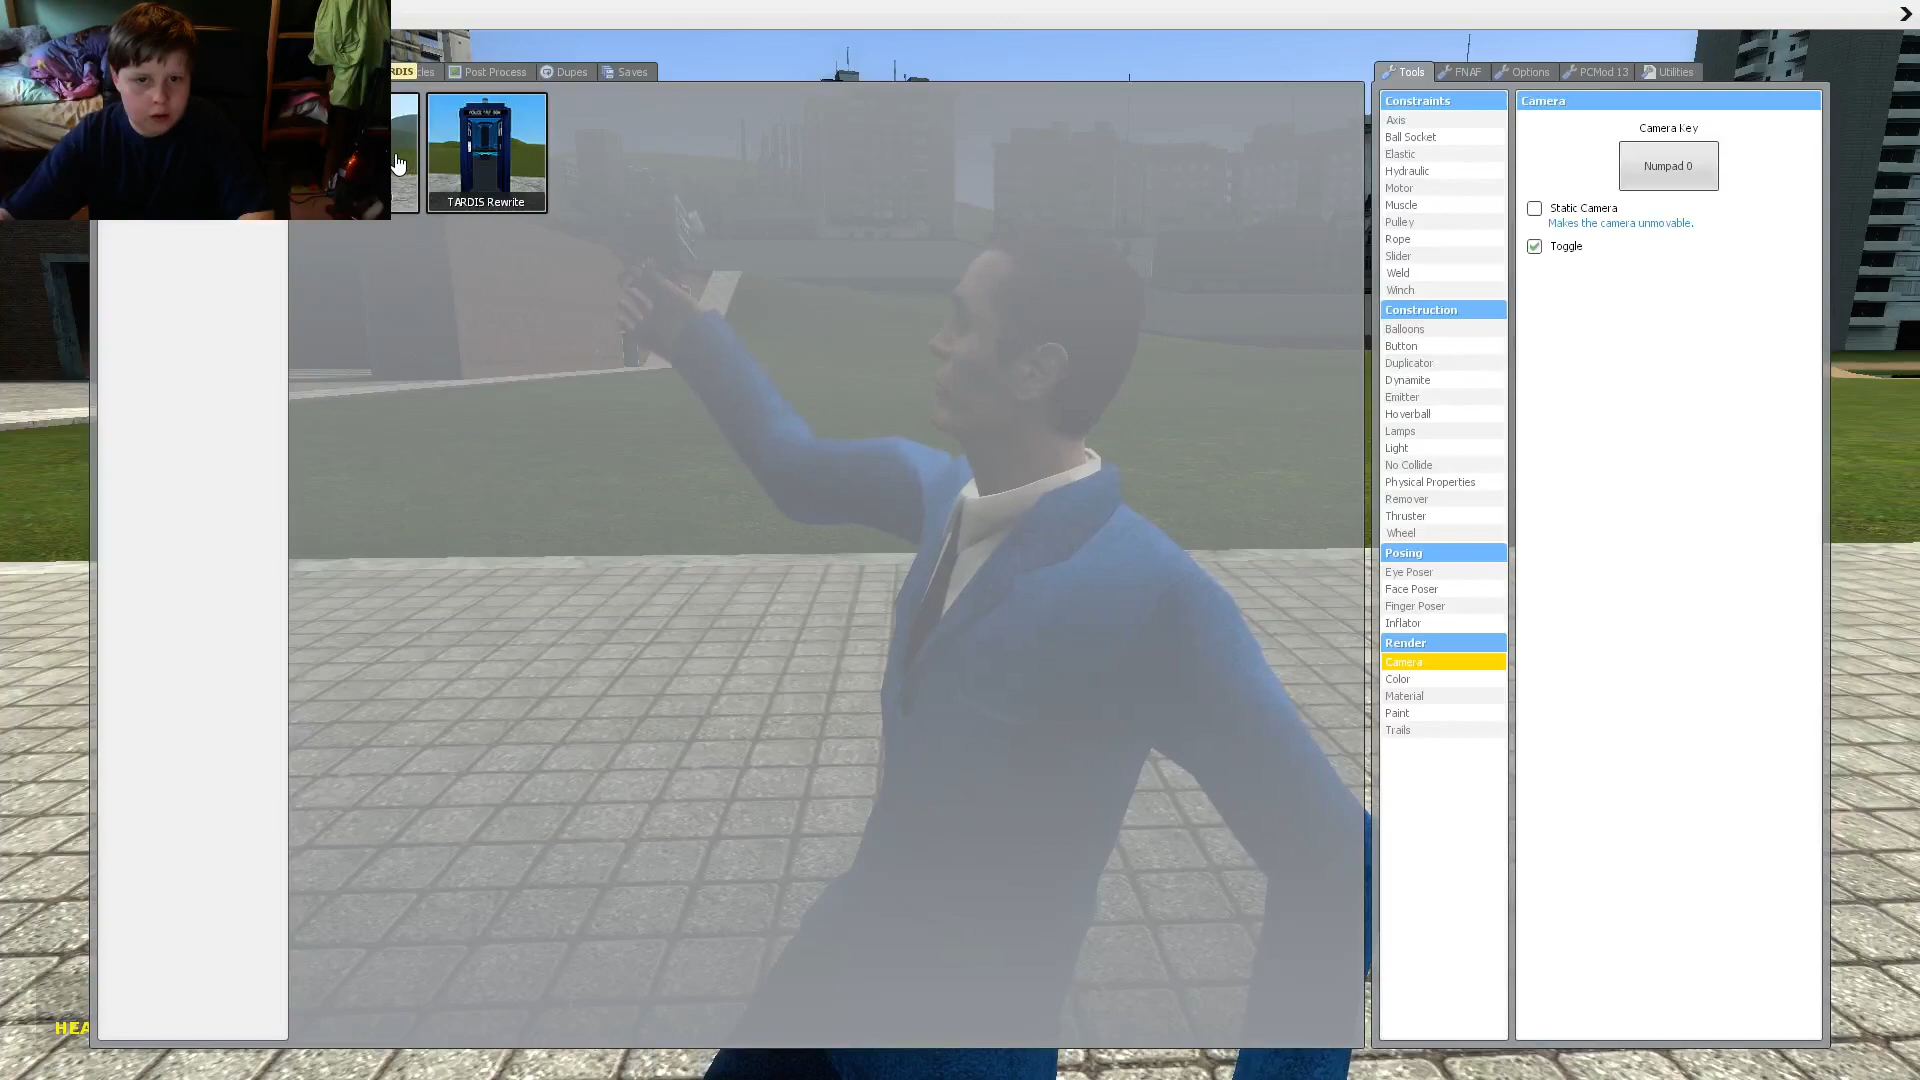 RDIS cles Post Process Dupes Saves
Tools FNAF Options PCMod 13 Utilities
POLICE BOX
TARDIS Rewrite
Constraints
Axis
Ball Socket
Elastic
Hydraulic
Motor
Muscle
Pulley
Rope
Slider
Weld
Winch
Construction
Balloons
Button
Duplicator
Dynamite
Emitter
Hoverball
Lamps
Light
No Collide
Physical Properties
Remover
Thruster
Wheel
Posing
Eye Poser
Face Poser
Finger Poser
Inflator
Render
Camera
Color
Material
Paint
Trails
Camera
Camera Key
Numpad 0
Static Camera
Makes the camera unmovable.
Toggle
HEA